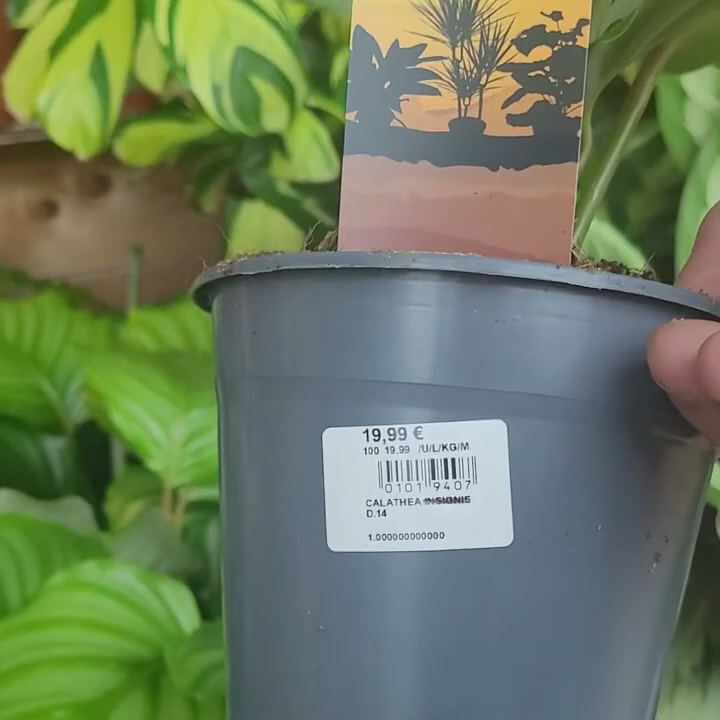 19,99 €
100 19.99 /U/L/KG/M
0101 9407
CALATHEA INSIGNIS
D.14
1.000000000000